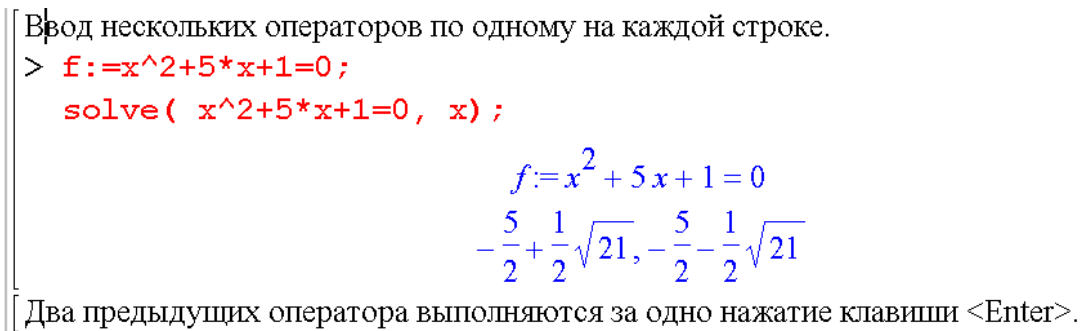 Ввод нескольких операторов по одному на каждой строке.
> f:=x^2+5*x+1=0;
solve( x^2+5*x+1=0, x);
f := x² + 5 x + 1 = 0
- 5/2 + 1/2 √21, - 5/2 - 1/2 √21
Два предыдущих оператора выполняются за одно нажатие клавиши <Enter>.